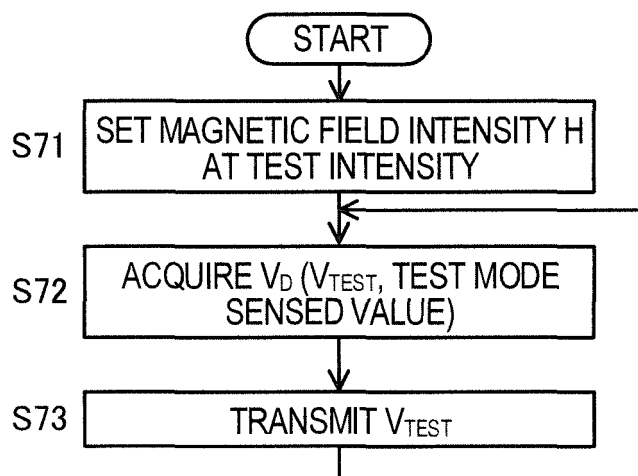 START
S71
SET MAGNETIC FIELD INTENSITY H
AT TEST INTENSITY
S72
ACQUIRE VD (VTEST, TEST MODE
SENSED VALUE)
S73
TRANSMIT VTEST